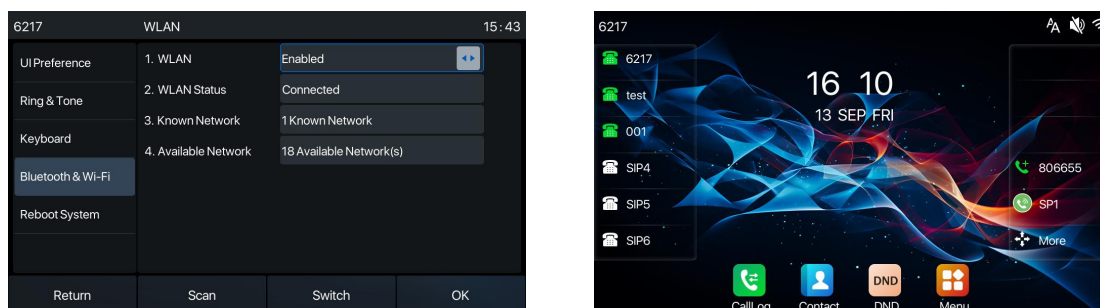 6217 WLAN 15:43
UI Preference
Ring & Tone
Keyboard
Bluetooth & Wi-Fi
Reboot System
1. WLAN Enabled
2. WLAN Status Connected
3. Known Network 1 Known Network
4. Available Network 18 Available Network(s)
Return Scan Switch OK
6217
6217
test
001
SIP4
SIP5
SIP6
16 10
13 SEP FRI
806655
SP1
More
DND
CallLog Contact DND Menu